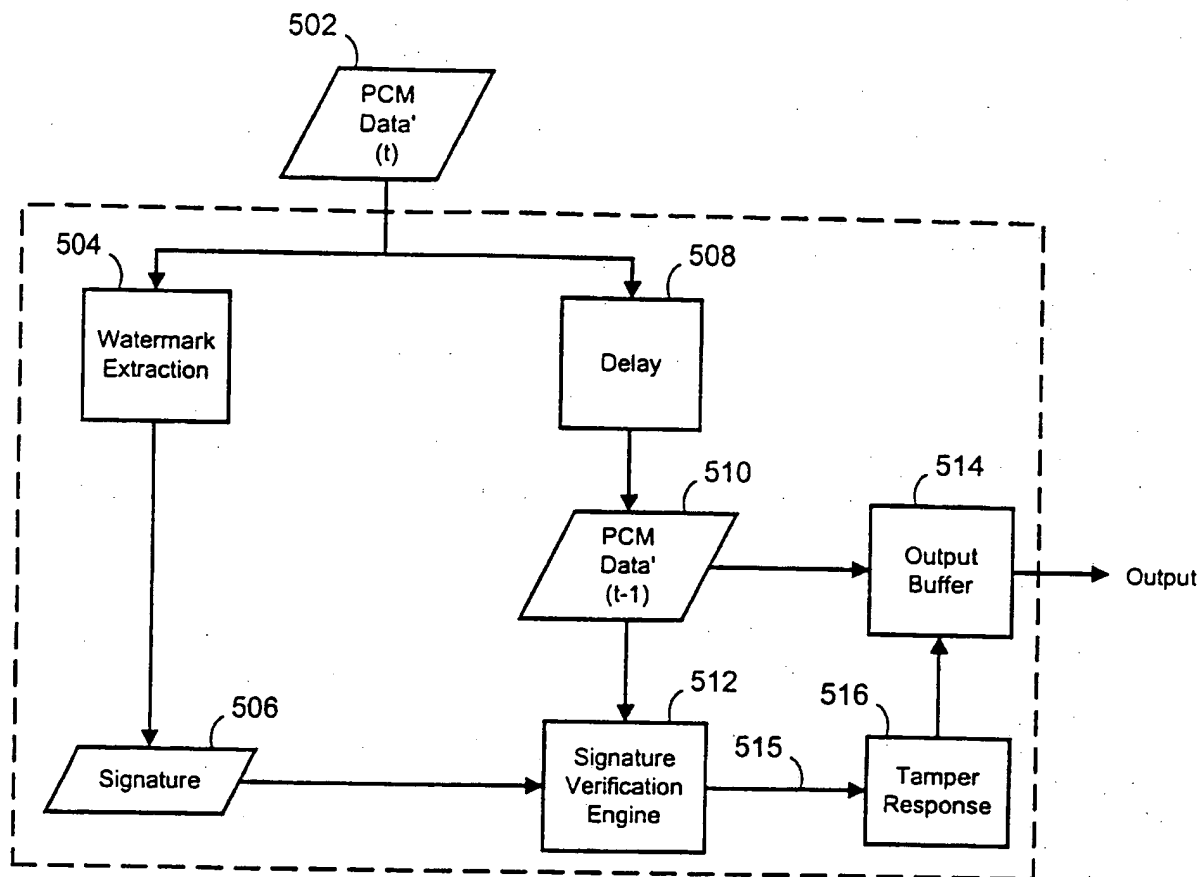 502
PCM
Data'
(t)
504
508
Watermark
Extraction
Delay
510
514
PCM
Data'
(t-1)
Output
Buffer
Output
506
512
516
515
Signature
Signature
Verification
Engine
Tamper
Response